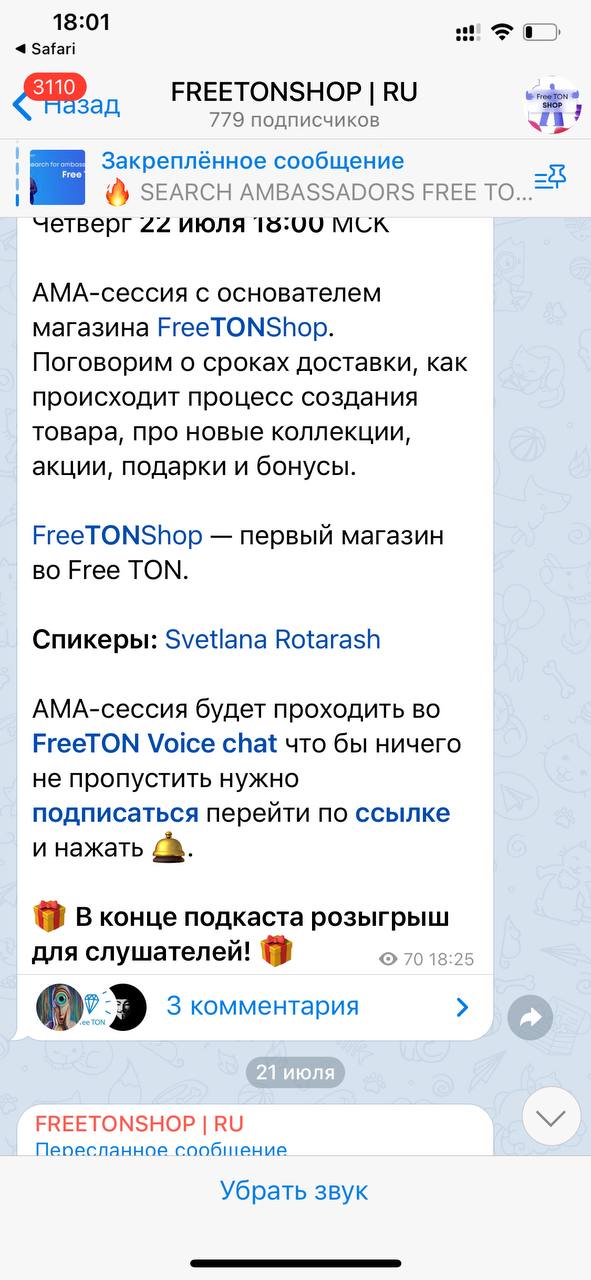 18:01
Safari
3110
Назад
FREETONSHOP | RU
779 подписчиков
Free TON
SHOP
earch for ambass
Free
Закреплённое сообщение
🔥 SEARCH AMBASSADORS FREE TO...
Четверг 22 июля 18:00 МСК
АМА-сессия с основателем
магазина FreeTONShop.
Поговорим о сроках доставки, как
происходит процесс создания
товара, про новые коллекции,
акции, подарки и бонусы.
FreeTONShop — первый магазин
во Free TON.
Спикеры: Svetlana Rotarash
АМА-сессия будет проходить во
FreeTON Voice chat что бы ничего
не пропустить нужно
подписаться перейти по ссылке
и нажать 🛎.
🎁 В конце подкаста розыгрыш
для слушателей! 🎁
70 18:25
ee TON
3 комментария
21 июля
FREETONSHOP | RU
Пересланное сообщение
Убрать звук